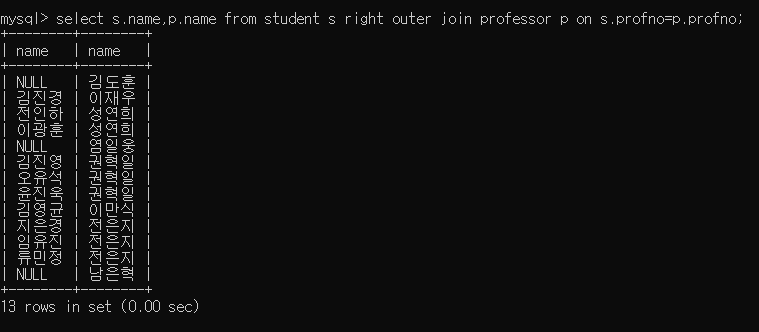 mysql> select s.name,p.name from student s right outer join professor p on s.profno=p.profno;
+--------+--------+
| name   | name   |
+--------+--------+
| NULL   | 김도훈 |
| 김진경 | 이재우 |
| 전인하 | 성연희 |
| 이광훈 | 성연희 |
| NULL   | 염일웅 |
| 김진영 | 권혁일 |
| 오유석 | 권혁일 |
| 윤진욱 | 권혁일 |
| 김영균 | 이만식 |
| 지은경 | 전은지 |
| 임유진 | 전은지 |
| 류민정 | 전은지 |
| NULL   | 남은혁 |
+--------+--------+
13 rows in set (0.00 sec)